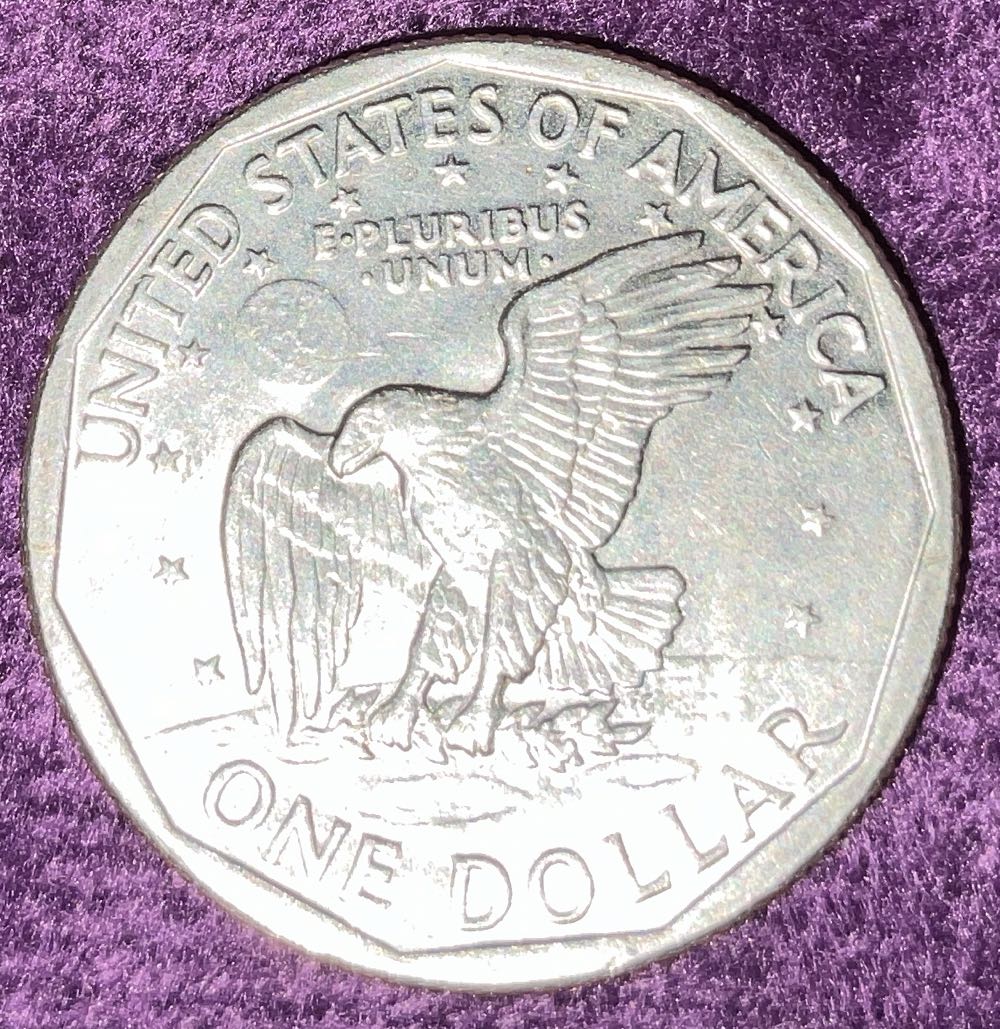 UNITED STATES OF AMERICA
E·PLURIBUS
·UNUM·
ONE DOLLAR